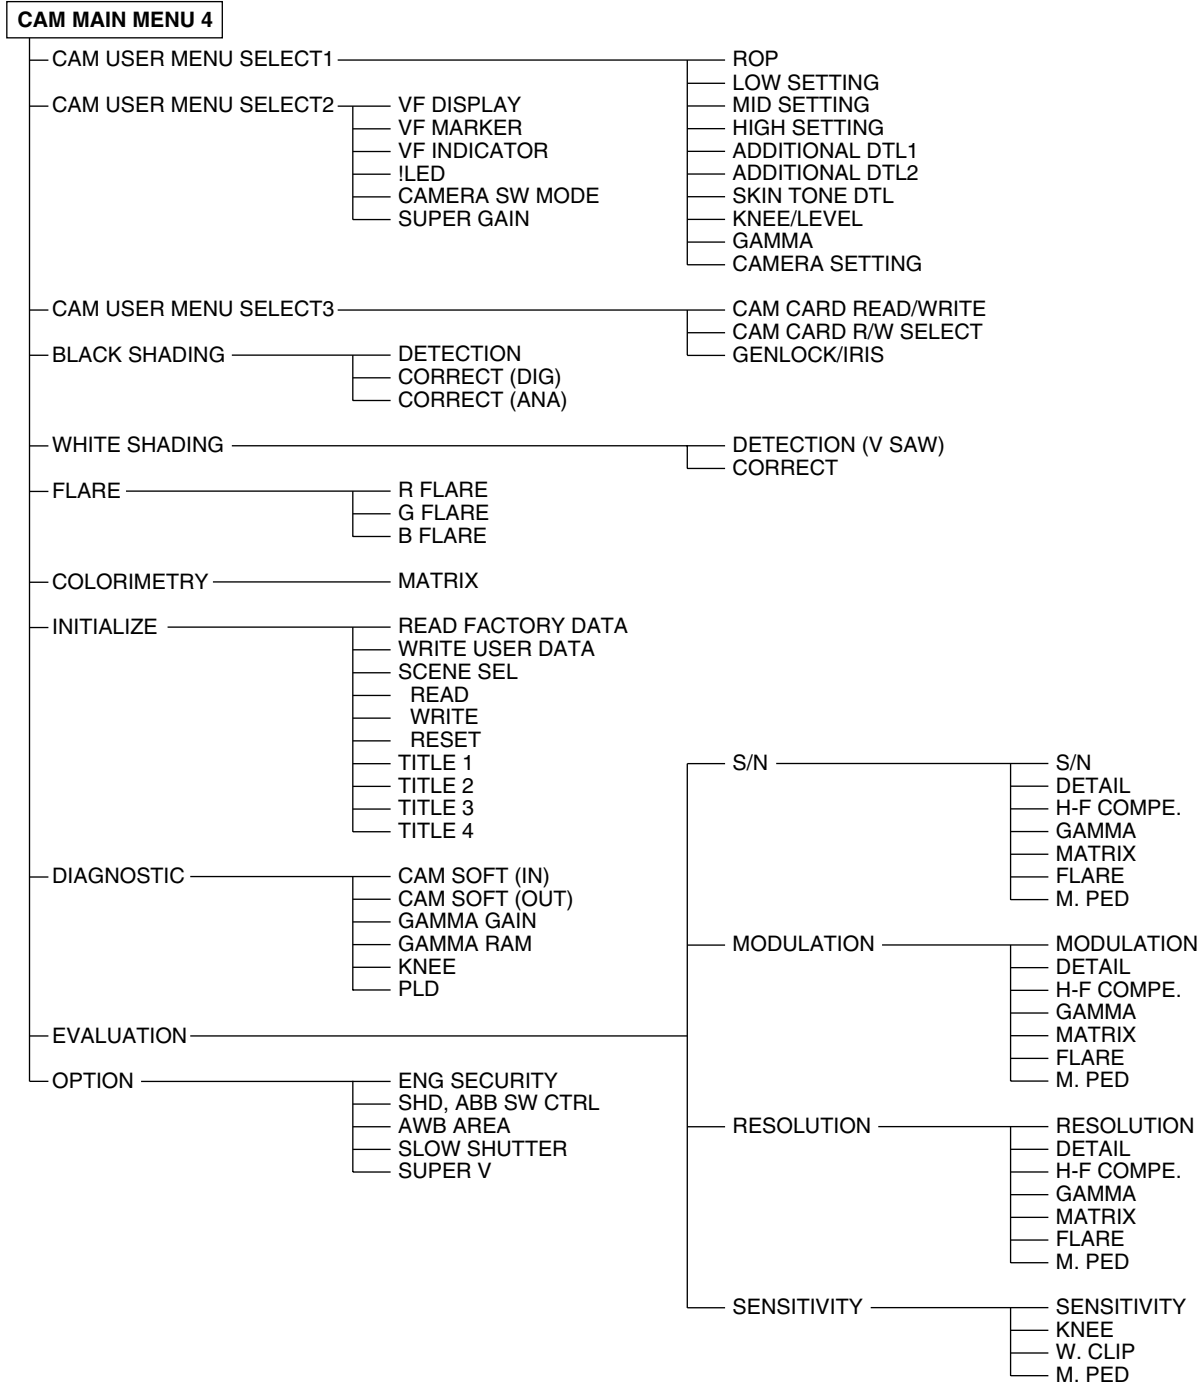 CAM MAIN MENU 4
CAM USER MENU SELECT1
ROP
LOW SETTING
MID SETTING
HIGH SETTING
ADDITIONAL DTL1
ADDITIONAL DTL2
SKIN TONE DTL
KNEE/LEVEL
GAMMA
CAMERA SETTING
CAM USER MENU SELECT2
VF DISPLAY
VF MARKER
VF INDICATOR
!LED
CAMERA SW MODE
SUPER GAIN
CAM USER MENU SELECT3
CAM CARD READ/WRITE
CAM CARD R/W SELECT
GENLOCK/IRIS
BLACK SHADING
DETECTION
CORRECT (DIG)
CORRECT (ANA)
WHITE SHADING
DETECTION (V SAW)
CORRECT
FLARE
R FLARE
G FLARE
B FLARE
COLORIMETRY
MATRIX
INITIALIZE
READ FACTORY DATA
WRITE USER DATA
SCENE SEL
READ
WRITE
RESET
TITLE 1
TITLE 2
TITLE 3
TITLE 4
DIAGNOSTIC
CAM SOFT (IN)
CAM SOFT (OUT)
GAMMA GAIN
GAMMA RAM
KNEE
PLD
EVALUATION
S/N
S/N
DETAIL
H-F COMPE.
GAMMA
MATRIX
FLARE
M. PED
MODULATION
MODULATION
DETAIL
H-F COMPE.
GAMMA
MATRIX
FLARE
M. PED
RESOLUTION
RESOLUTION
DETAIL
H-F COMPE.
GAMMA
MATRIX
FLARE
M. PED
SENSITIVITY
SENSITIVITY
KNEE
W. CLIP
M. PED
OPTION
ENG SECURITY
SHD, ABB SW CTRL
AWB AREA
SLOW SHUTTER
SUPER V